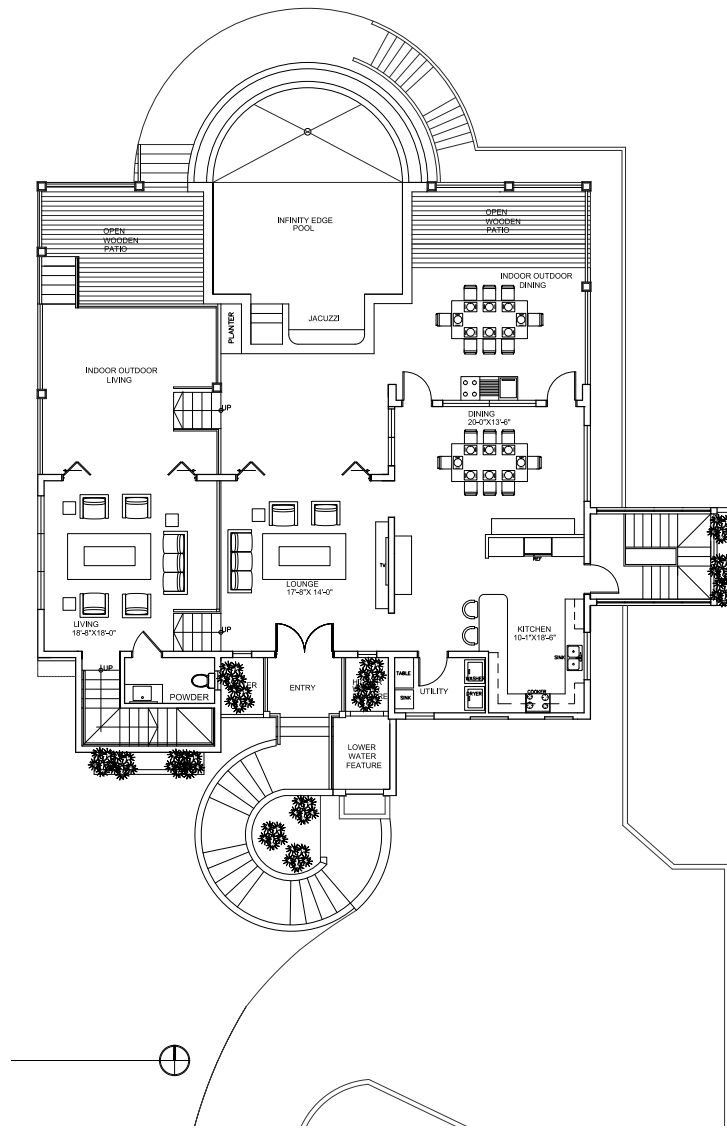 INFINITY EDGE
POOL
OPEN
WOODEN
PATIO
OPEN
WOODEN
PATIO
INDOOR OUTDOOR
DINING
PLANTER
JACUZZI
INDOOR OUTDOOR
LIVING
UP
DINING
20-0"X13'-6"
TV
REF
LOUNGE
17'-8"X 14'-0"
LIVING
18'-8"X18'-0"
UP
KITCHEN
10-1"X18'-6"
SINK
UP
POWDER
ENTRY
TABLE
SINK
UTILITY
WASHER
DRYER
COOKER
LOWER
WATER
FEATURE